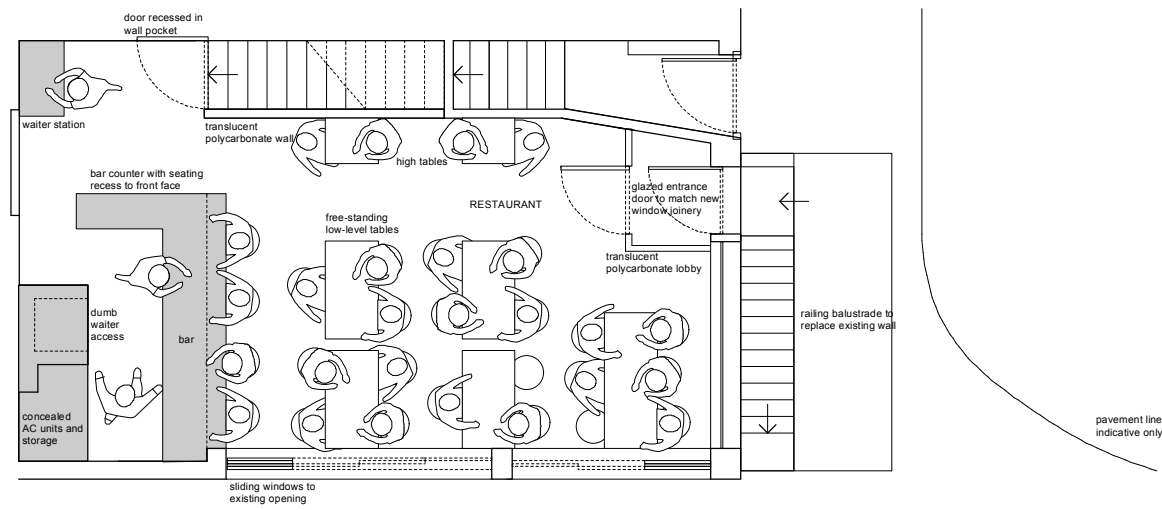 door recessed in
wall pocket
waiter station
translucent
polycarbonate wall
high tables
bar counter with seating
recess to front face
RESTAURANT
glazed entrance
door to match new
window joinery
free-standing
low-level tables
translucent
polycarbonate lobby
dumb
waiter
access
bar
railing balustrade to
replace existing wall
concealed
AC units and
storage
pavement line
indicative only
sliding windows to
existing opening